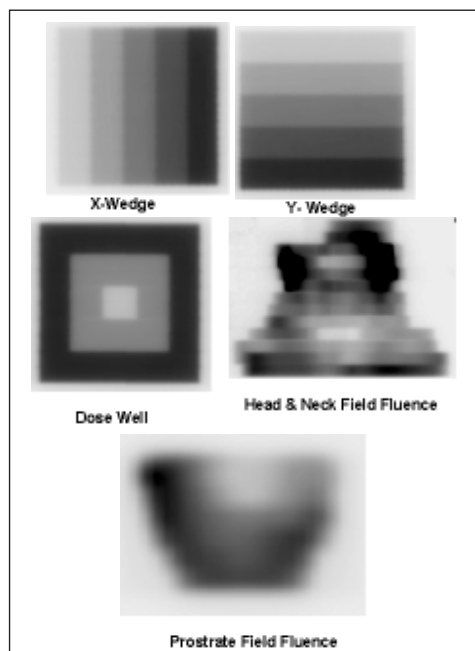 X-Wedge
Y- Wedge
Dose Well
Head & Neck Field Fluence
Prostrate Field Fluence